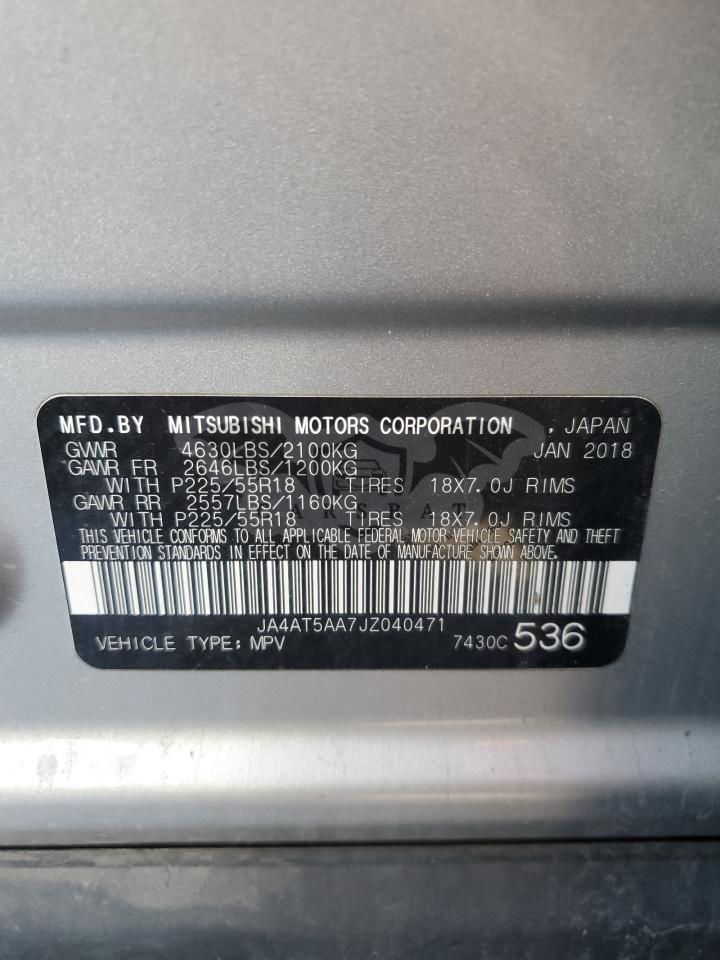 MFD.BY MITSUBISHI MOTORS CORPORATION , JAPAN
GVWR 4630LBS/2100KG JAN 2018
GAWR FR 2646LBS/1200KG
WITH P225/55R18 TIRES 18X7.0J RIMS
GAWR RR 2557LBS/1160KG
WITH P225/55R18 TIRES 18X7.0J RIMS
THIS VEHICLE CONFORMS TO ALL APPLICABLE FEDERAL MOTOR VEHICLE SAFETY AND THEFT
PREVENTION STANDARDS IN EFFECT ON THE DATE OF MANUFACTURE SHOWN ABOVE.
JA4AT5AA7JZ040471
VEHICLE TYPE: MPV 7430C 536